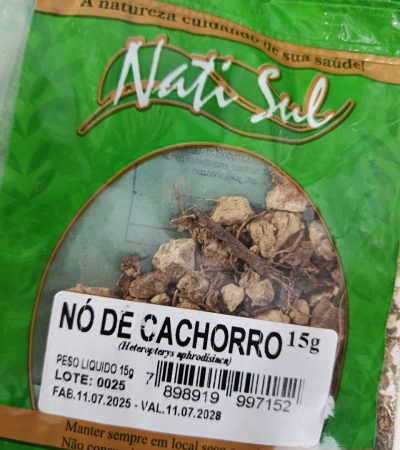 A natureza cuidando de sua saúde!
Nati Sul
NÓ DE CACHORRO 15g
(Heteropterys aphrodisiaca)
PESO LIQUIDO 15g
LOTE: 0025
FAB.11.07.2025 - VAL.11.07.2028
7 898919 997152
Manter sempre em local seco
Não